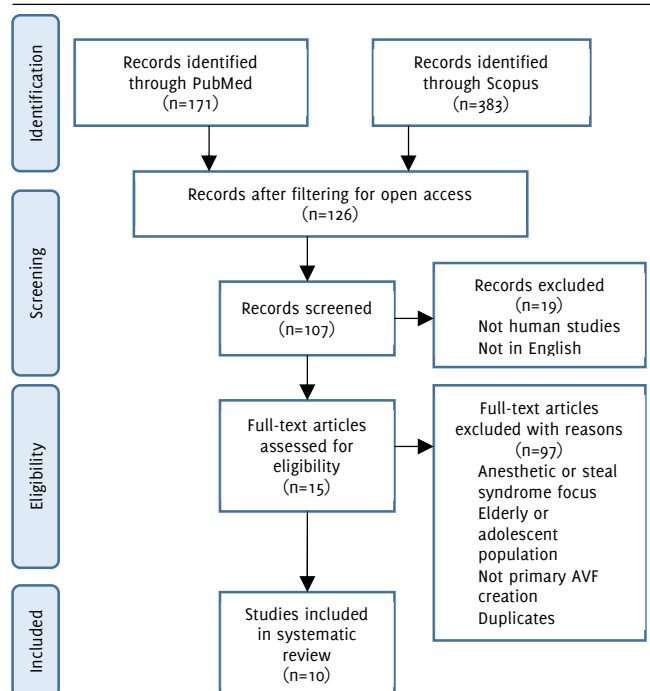 Identification
Records identified
through PubMed
(n=171)
Records identified
through Scopus
(n=383)
Records after filtering for open access
(n=126)
Screening
Records screened
(n=107)
Records excluded
(n=19)
Not human studies
Not in English
Eligibility
Full-text articles
assessed for
eligibility
(n=15)
Full-text articles
excluded with reasons
(n=97)
Anesthetic or steal
syndrome focus
Elderly or
adolescent
population
Not primary AVF
creation
Duplicates
Included
Studies included
in systematic
review
(n=10)